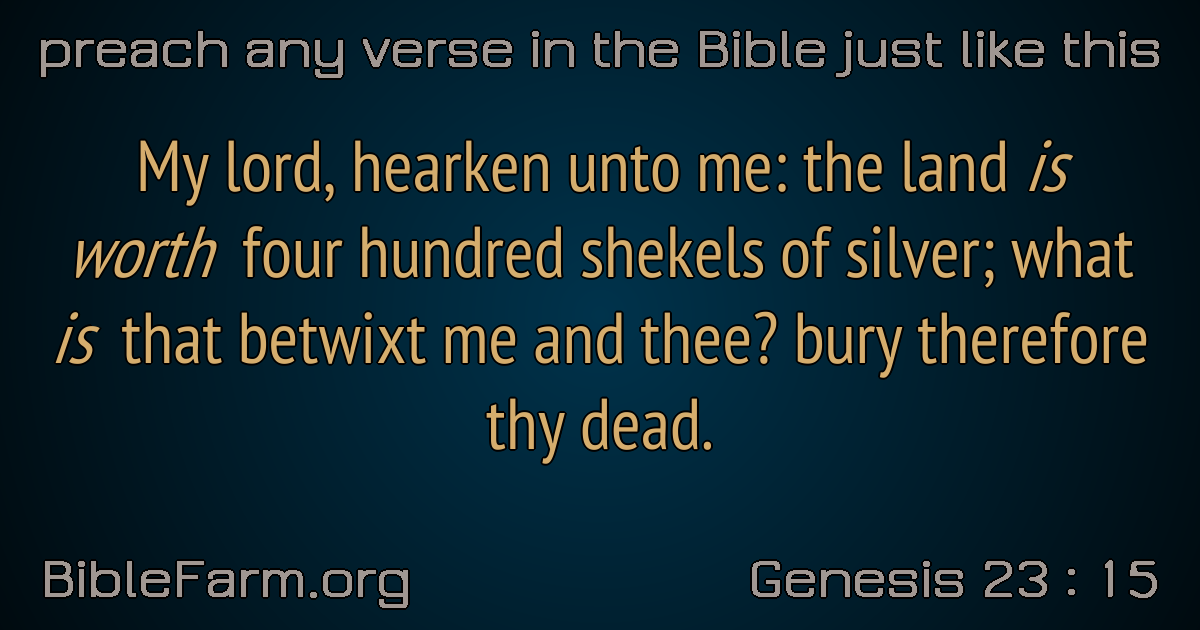 preach any verse in the Bible just like this
My lord, hearken unto me: the land is
worth four hundred shekels of silver; what
is that betwixt me and thee? bury therefore
thy dead.
BibleFarm.org
Genesis 23 : 15